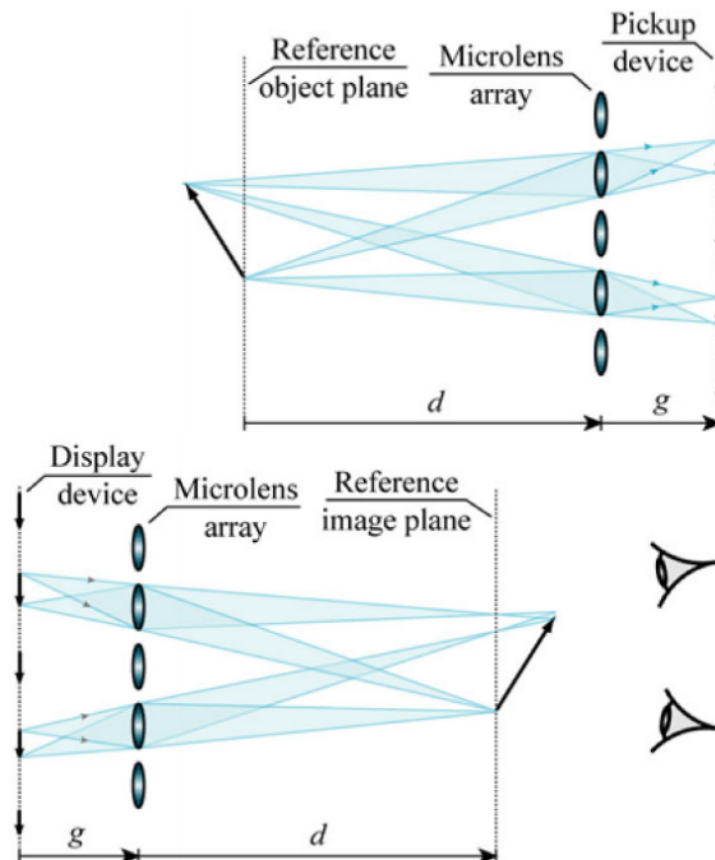 Reference
object plane
Microlens
array
Pickup
device
d
g
Display
device
Microlens
array
Reference
image plane
g
d